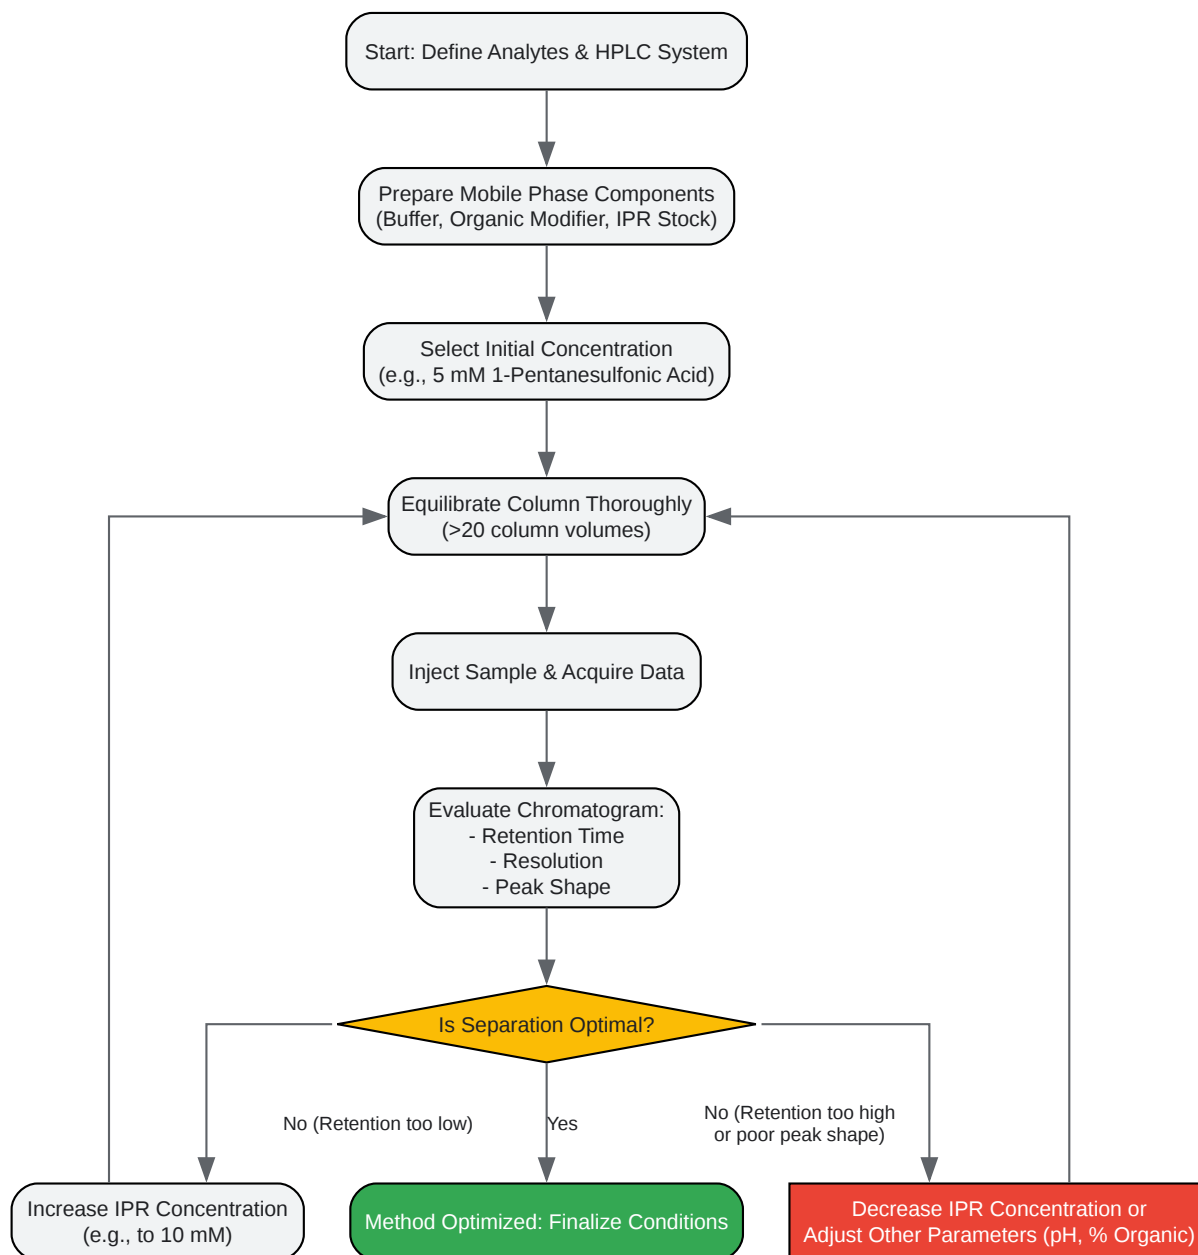 Start: Define Analytes & HPLC System
Prepare Mobile Phase Components
(Buffer, Organic Modifier, IPR Stock)
Select Initial Concentration
(e.g., 5 mM 1-Pentanesulfonic Acid)
Equilibrate Column Thoroughly
(>20 column volumes)
Inject Sample & Acquire Data
Evaluate Chromatogram:
- Retention Time
- Resolution
- Peak Shape
Is Separation Optimal?
No (Retention too low)
Yes
No (Retention too high
or poor peak shape)
Increase IPR Concentration
(e.g., to 10 mM)
Method Optimized: Finalize Conditions
Decrease IPR Concentration or
Adjust Other Parameters (pH, % Organic)